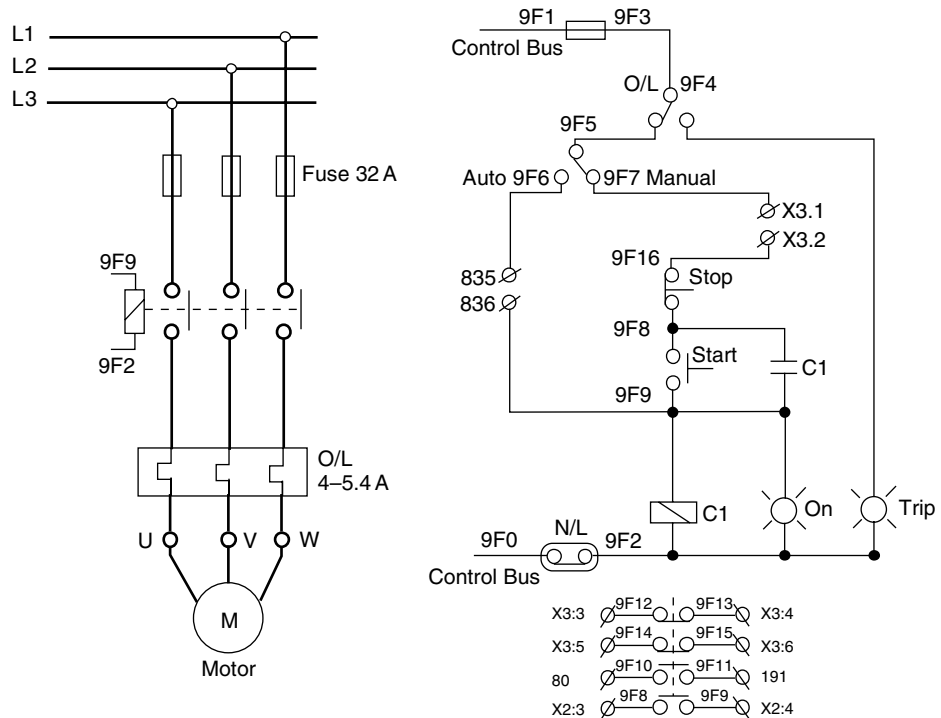 L1
L2
L3
Fuse 32 A
9F9
9F2
O/L
4–5.4 A
U
V
W
M
Motor
9F1
9F3
Control Bus
O/L
9F4
9F5
Auto 9F6
9F7 Manual
X3.1
X3.2
9F16
Stop
835
836
9F8
Start
C1
9F9
C1
On
Trip
9F0
N/L
9F2
Control Bus
X3:3 9F12 9F13 X3:4
X3:5 9F14 9F15 X3:6
80 9F10 9F11 191
X2:3 9F8 9F9 X2:4